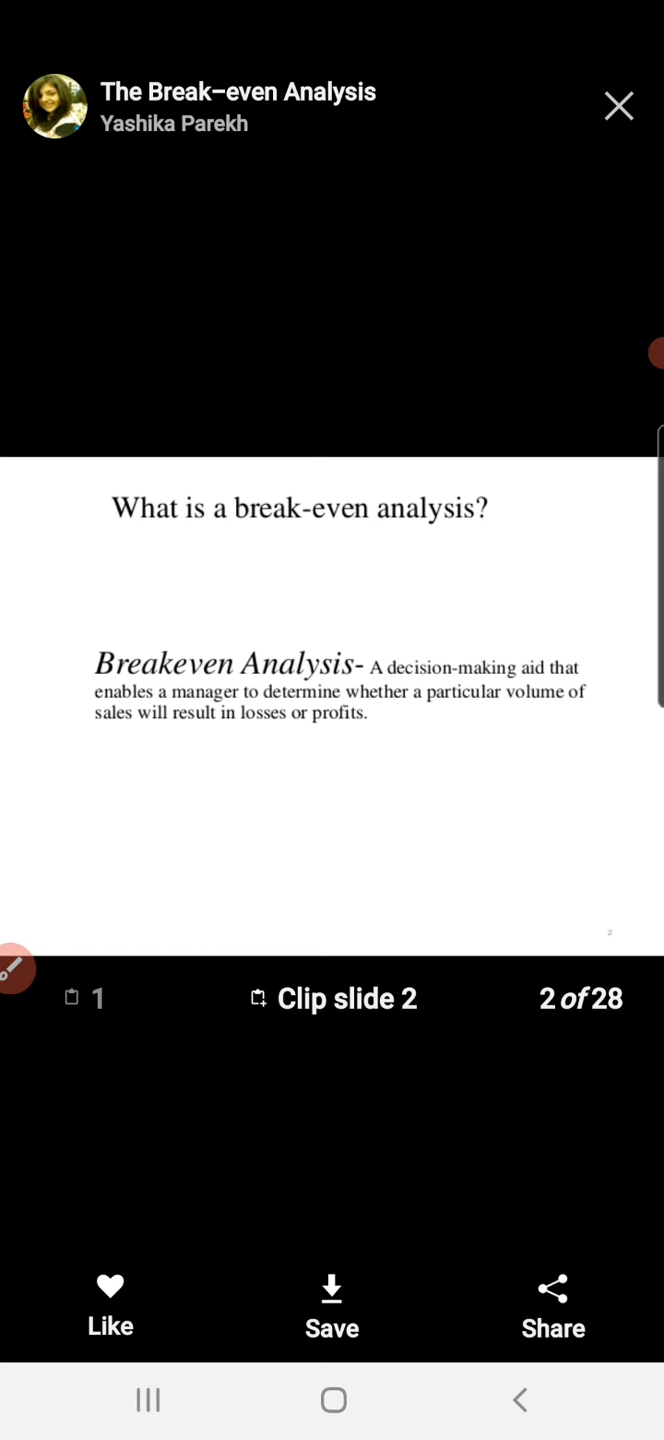 The Break-even Analysis
Yashika Parekh
What is a break-even analysis?
Breakeven Analysis- A decision-making aid that
enables a manager to determine whether a particular volume of
sales will result in losses or profits.
2
1
Clip slide 2
2 of 28
Like
Save
Share